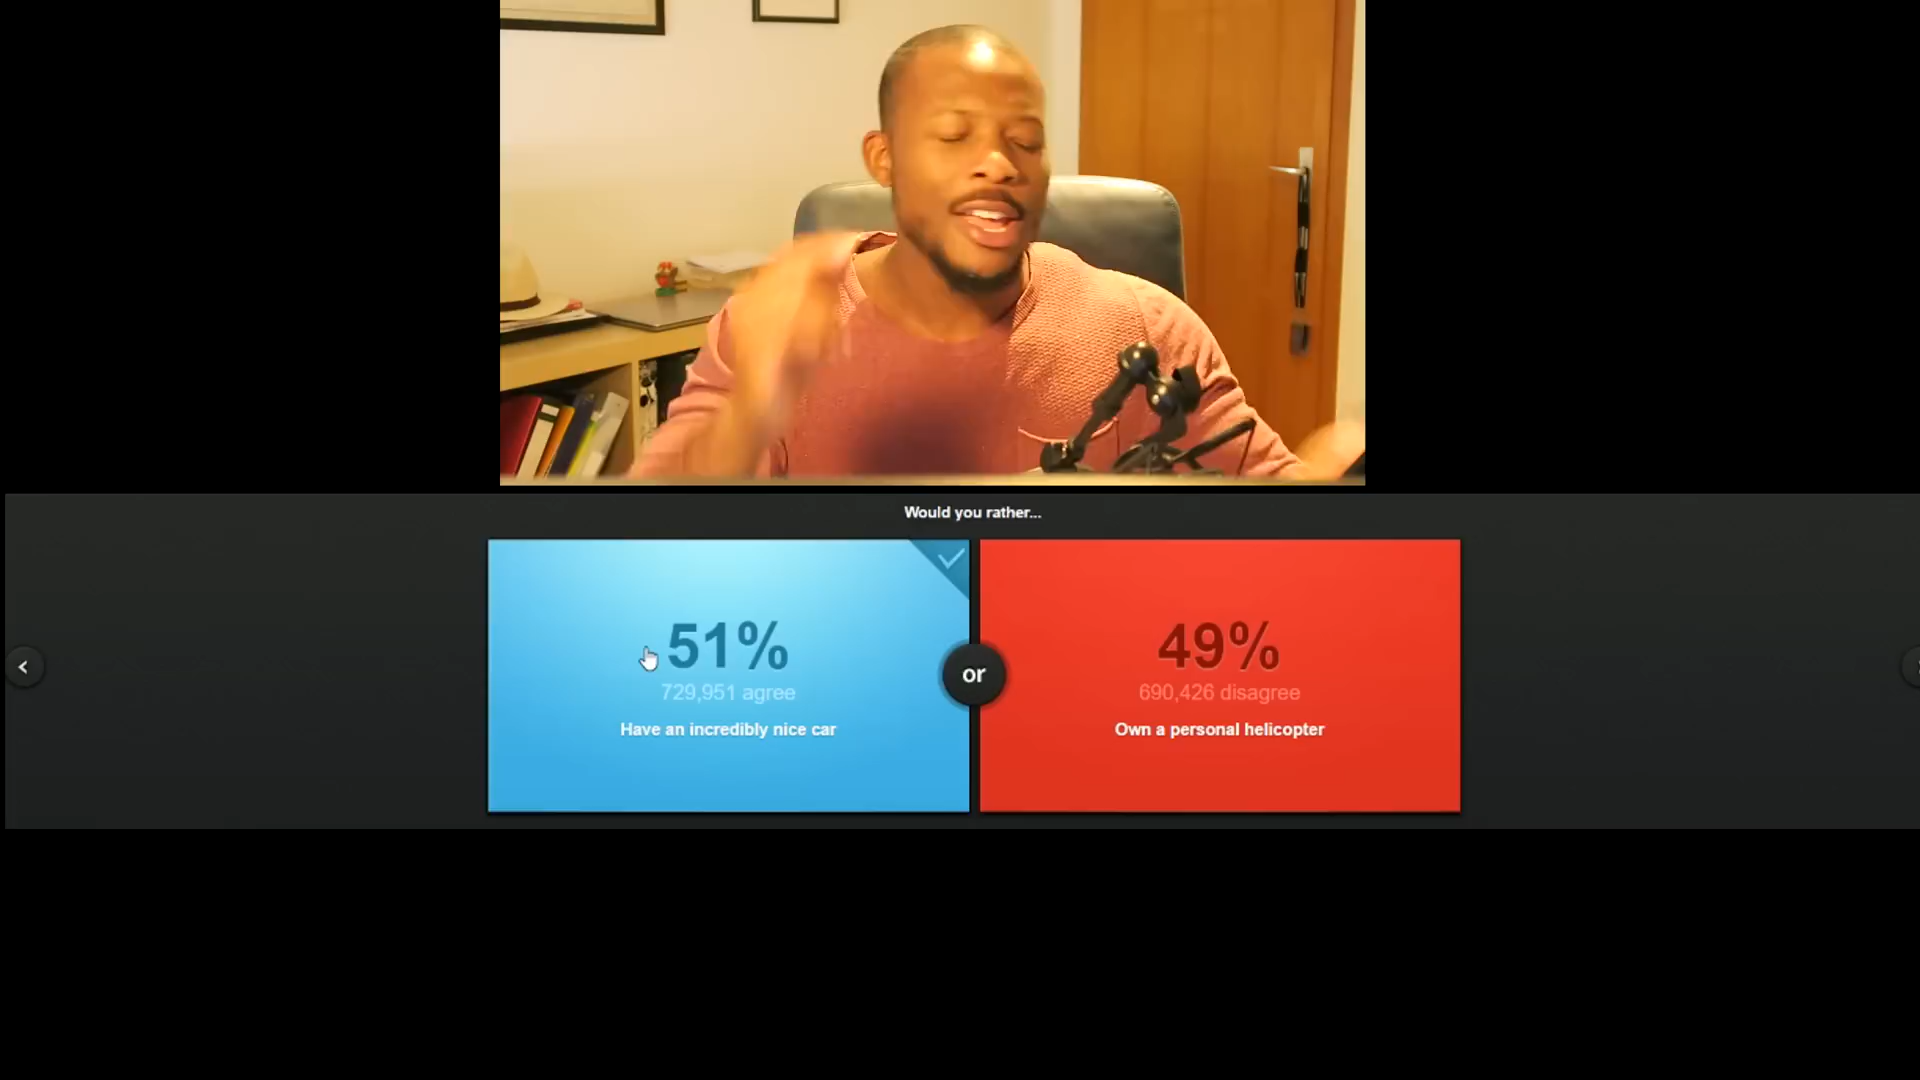 Would you rather...
51%
729,951 agree
Have an incredibly nice car
or
49%
690,426 disagree
Own a personal helicopter